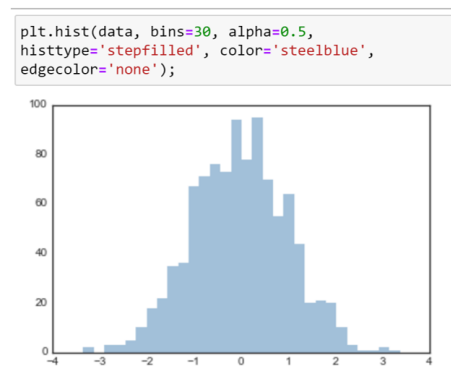 plt.hist(data, bins=30, alpha=0.5,
histtype='stepfilled', color='steelblue',
edgecolor='none');
100
80
60
40
20
0
-4 -3 -2 -1 0 1 2 3 4